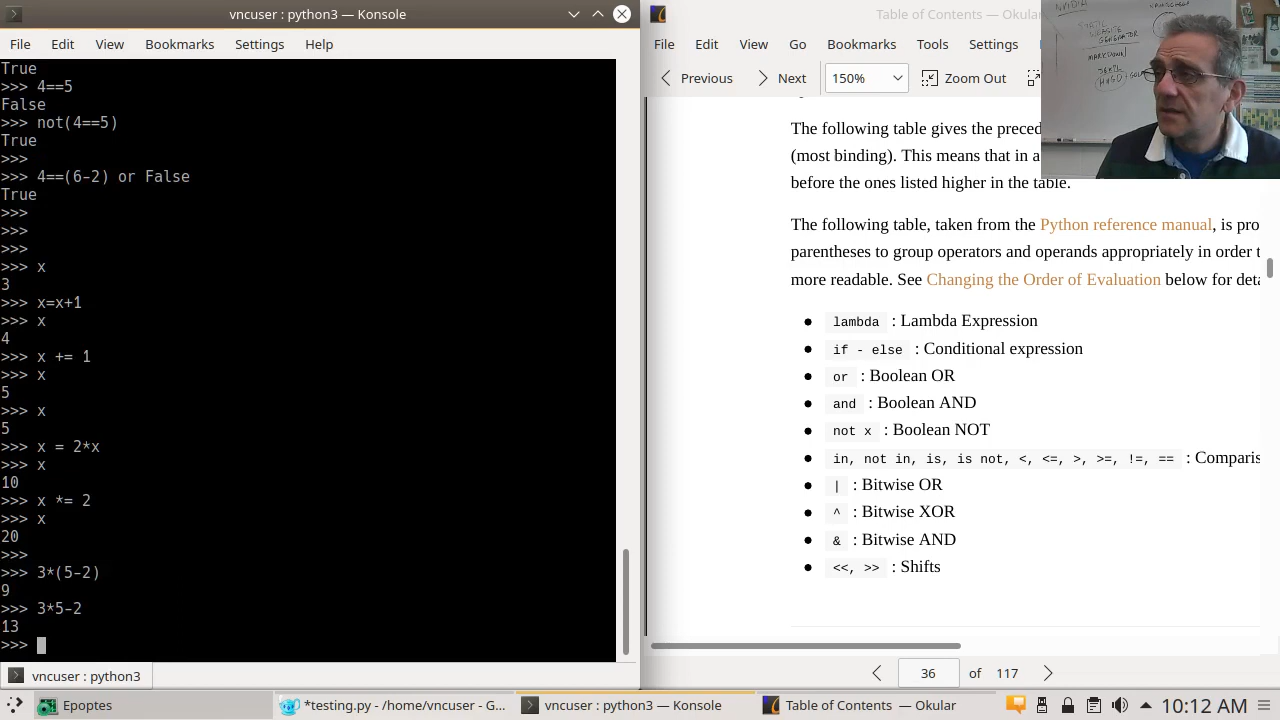 vncuser : python3 — Konsole
File Edit View Bookmarks Settings Help
True
>>> 4==5
False
>>> not(4==5)
True
>>>
>>> 4==(6-2) or False
True
>>>
>>>
>>>
>>> x
3
>>> x=x+1
>>> x
4
>>> x += 1
>>> x
5
>>> x
5
>>> x = 2*x
>>> x
10
>>> x *= 2
>>> x
20
>>>
>>> 3*(5-2)
9
>>> 3*5-2
13
>>>
vncuser : python3
Table of Contents — Okular
File Edit View Go Bookmarks Tools Settings
Previous Next 150% Zoom Out
STATIC
WEBSITE
GENERATOR
MARKDOWN
The following table gives the preced
(most binding). This means that in a
before the ones listed higher in the table.
The following table, taken from the Python reference manual, is pro
parentheses to group operators and operands appropriately in order t
more readable. See Changing the Order of Evaluation below for deta
lambda : Lambda Expression
if - else : Conditional expression
or : Boolean OR
and : Boolean AND
not x : Boolean NOT
in, not in, is, is not, <, <=, >, >=, !=, == : Comparis
| : Bitwise OR
^ : Bitwise XOR
& : Bitwise AND
<<, >> : Shifts
36 of 117
Epoptes *testing.py - /home/vncuser - G... vncuser : python3 — Konsole Table of Contents — Okular 10:12 AM